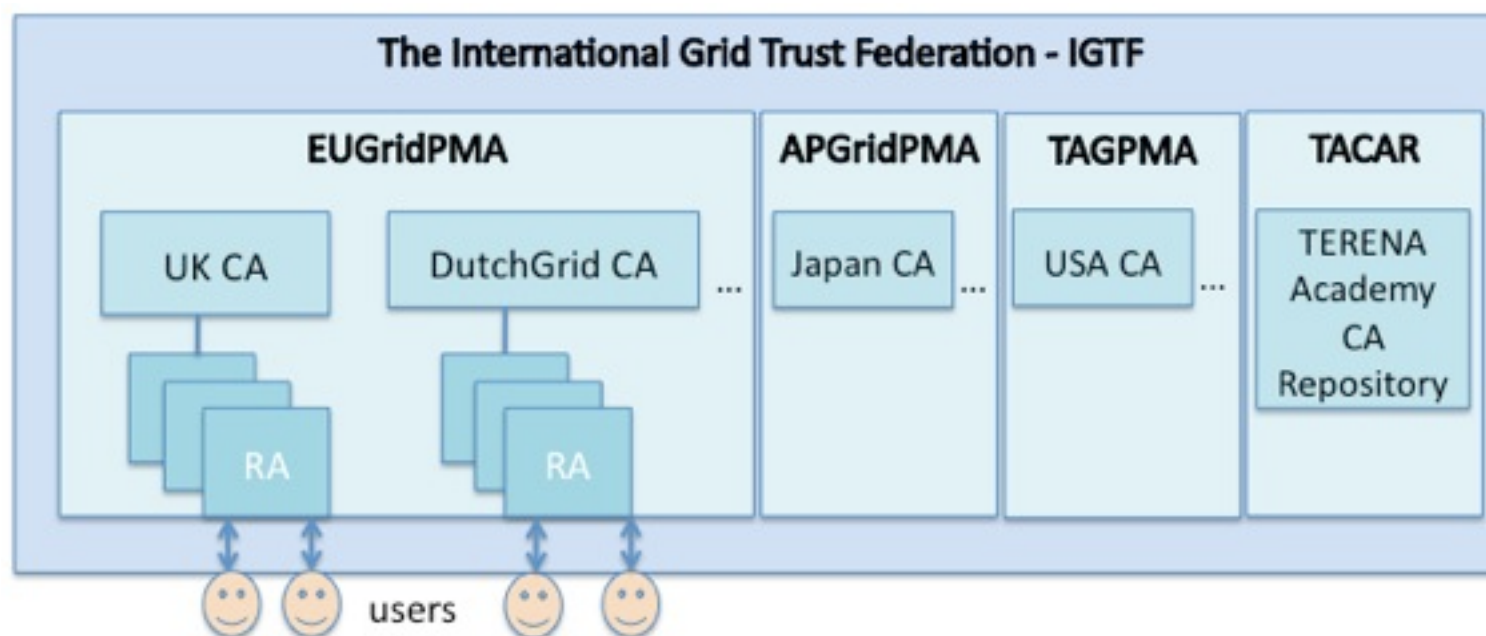 The International Grid Trust Federation - IGTF
EUGridPMA
APGridPMA
TAGPMA
TACAR
UK CA
DutchGrid CA
...
Japan CA
...
USA CA
...
TERENA
Academy
CA
Repository
RA
RA
users